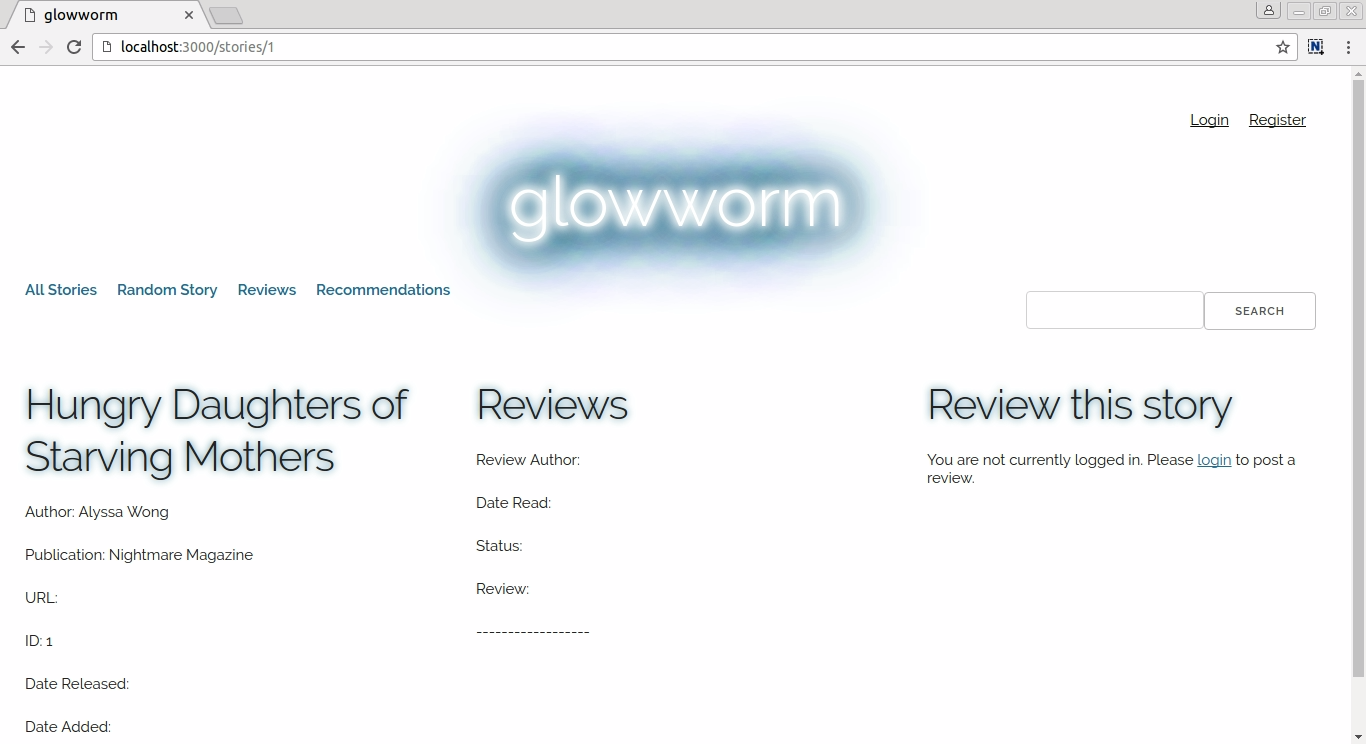 glowworm
localhost:3000/stories/1
Login Register
glowworm
All Stories Random Story Reviews Recommendations
SEARCH
Hungry Daughters of
Starving Mothers
Author: Alyssa Wong
Publication: Nightmare Magazine
URL:
ID: 1
Date Released:
Date Added:
Reviews
Review Author:
Date Read:
Status:
Review:
------------------
Review this story
You are not currently logged in. Please login to post a
review.